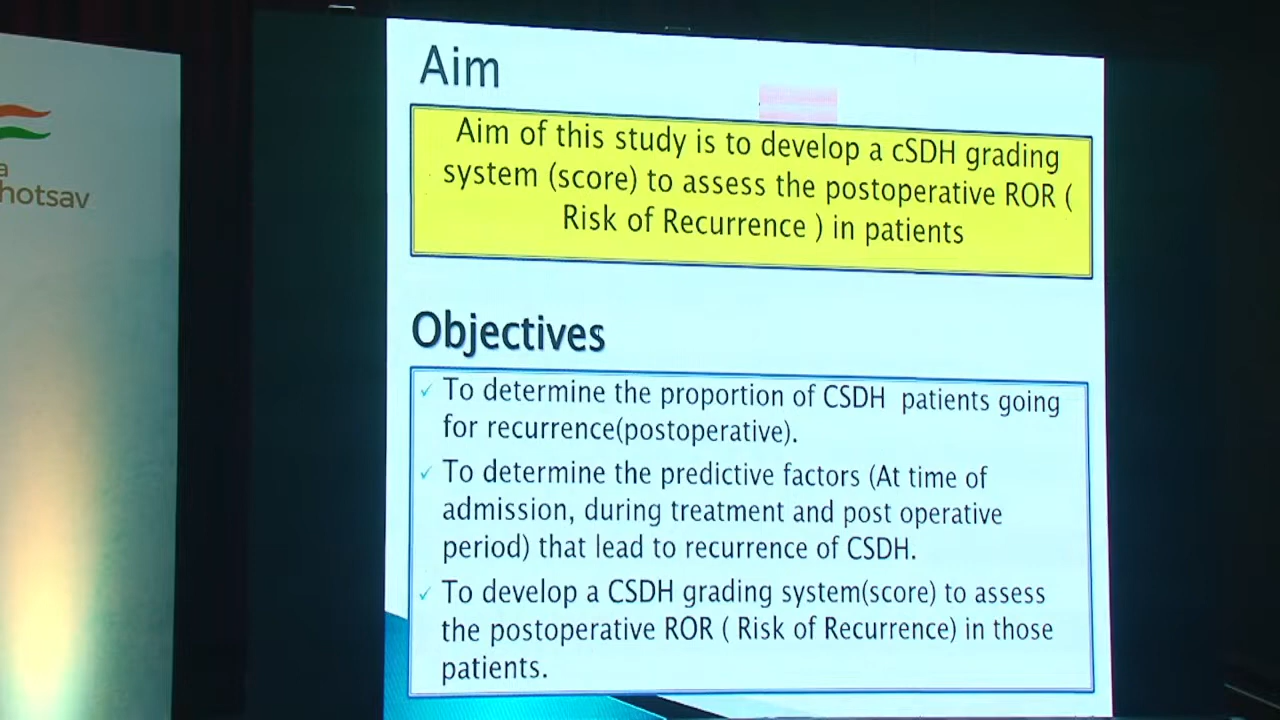 a
hotsav
Aim
Aim of this study is to develop a cSDH grading
system (score) to assess the postoperative ROR (
Risk of Recurrence ) in patients
Objectives
✓ To determine the proportion of CSDH patients going
for recurrence(postoperative).
✓ To determine the predictive factors (At time of
admission, during treatment and post operative
period) that lead to recurrence of CSDH.
✓ To develop a CSDH grading system(score) to assess
the postoperative ROR ( Risk of Recurrence) in those
patients.